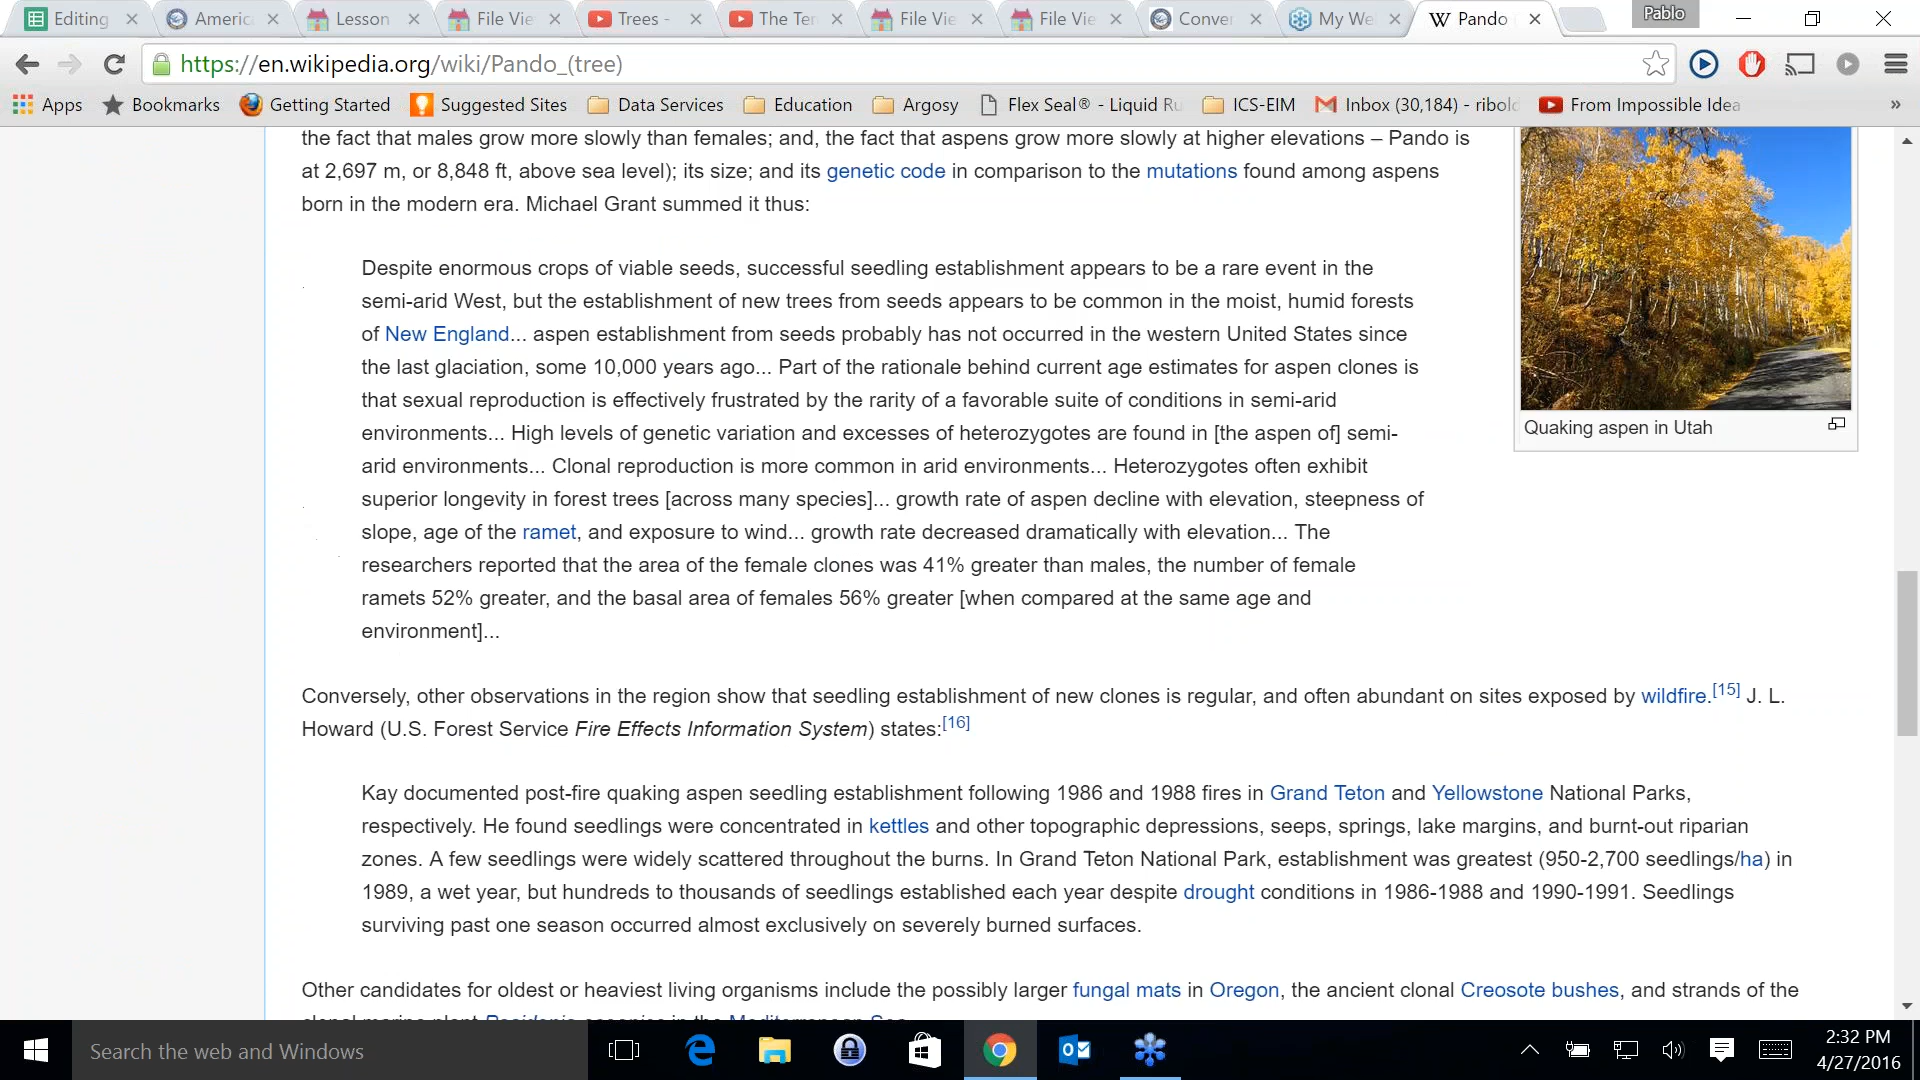 Editing
Americ
Lesson
File Vie
Trees -
The Ter
File Vie
File Vie
Conver
My We
Pando
Pablo
https://en.wikipedia.org/wiki/Pando_(tree)
Apps
Bookmarks
Getting Started
Suggested Sites
Data Services
Education
Argosy
Flex Seal® - Liquid Ru
ICS-EIM
Inbox (30,184) - ribold
From Impossible Idea
»
the fact that males grow more slowly than females; and, the fact that aspens grow more slowly at higher elevations – Pando is
at 2,697 m, or 8,848 ft, above sea level); its size; and its genetic code in comparison to the mutations found among aspens
born in the modern era. Michael Grant summed it thus:
Despite enormous crops of viable seeds, successful seedling establishment appears to be a rare event in the
semi-arid West, but the establishment of new trees from seeds appears to be common in the moist, humid forests
of New England... aspen establishment from seeds probably has not occurred in the western United States since
the last glaciation, some 10,000 years ago... Part of the rationale behind current age estimates for aspen clones is
that sexual reproduction is effectively frustrated by the rarity of a favorable suite of conditions in semi-arid
environments... High levels of genetic variation and excesses of heterozygotes are found in [the aspen of] semi-
arid environments... Clonal reproduction is more common in arid environments... Heterozygotes often exhibit
superior longevity in forest trees [across many species]... growth rate of aspen decline with elevation, steepness of
slope, age of the ramet, and exposure to wind... growth rate decreased dramatically with elevation... The
researchers reported that the area of the female clones was 41% greater than males, the number of female
ramets 52% greater, and the basal area of females 56% greater [when compared at the same age and
environment]...
Quaking aspen in Utah
Conversely, other observations in the region show that seedling establishment of new clones is regular, and often abundant on sites exposed by wildfire.[15] J. L.
Howard (U.S. Forest Service Fire Effects Information System) states:[16]
Kay documented post-fire quaking aspen seedling establishment following 1986 and 1988 fires in Grand Teton and Yellowstone National Parks,
respectively. He found seedlings were concentrated in kettles and other topographic depressions, seeps, springs, lake margins, and burnt-out riparian
zones. A few seedlings were widely scattered throughout the burns. In Grand Teton National Park, establishment was greatest (950-2,700 seedlings/ha) in
1989, a wet year, but hundreds to thousands of seedlings established each year despite drought conditions in 1986-1988 and 1990-1991. Seedlings
surviving past one season occurred almost exclusively on severely burned surfaces.
Other candidates for oldest or heaviest living organisms include the possibly larger fungal mats in Oregon, the ancient clonal Creosote bushes, and strands of the
Search the web and Windows
2:32 PM
4/27/2016